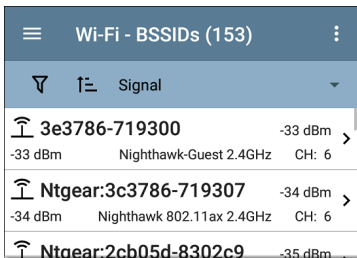 Wi-Fi - BSSIDs (153)
Signal
3e3786-719300 -33 dBm
-33 dBm Nighthawk-Guest 2.4GHz CH: 6
Ntgear:3c3786-719307 -34 dBm
-34 dBm Nighthawk 802.11ax 2.4GHz CH: 6
Ntgear:2cb05d-8302c9 -35 dBm